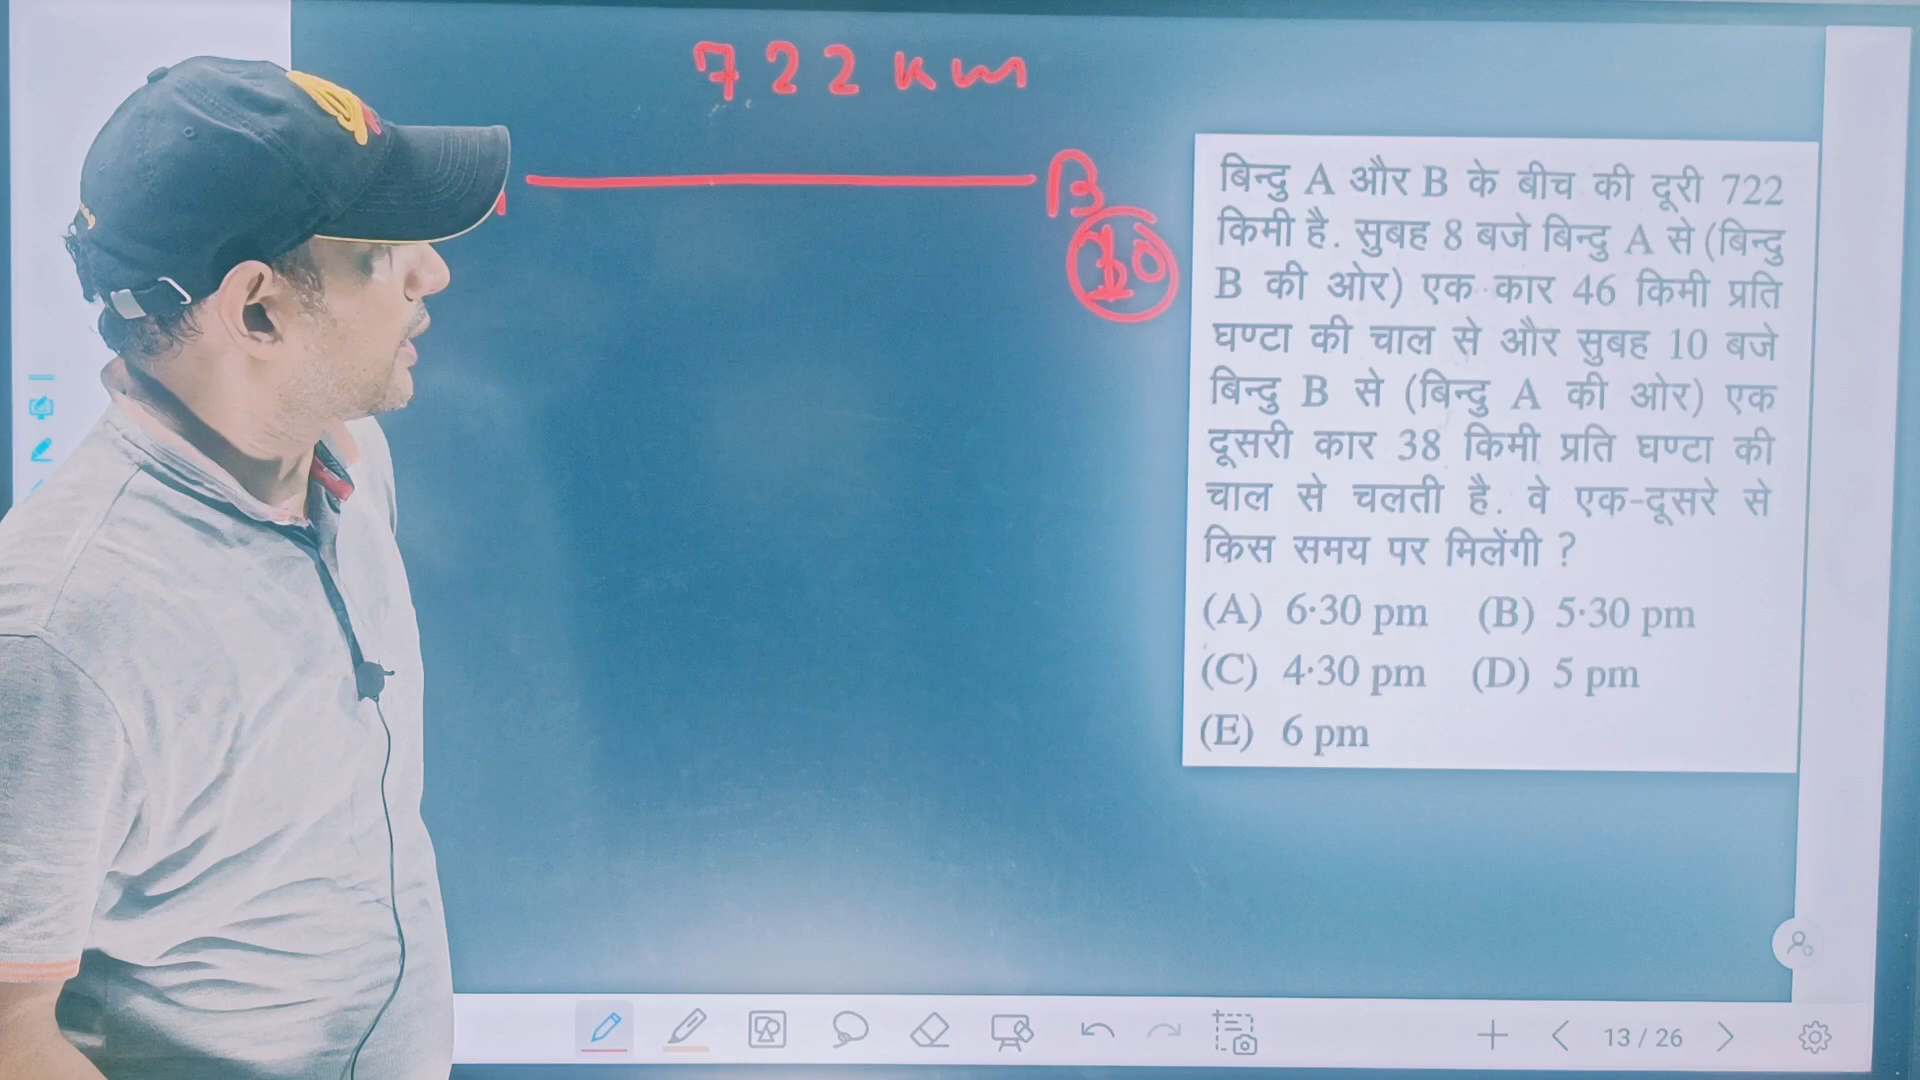 722 km
B
10
बिन्दु A और B के बीच की दूरी 722
किमी है. सुबह 8 बजे बिन्दु A से (बिन्दु
B की ओर) एक कार 46 किमी प्रति
घण्टा की चाल से और सुबह 10 बजे
बिन्दु B से (बिन्दु A की ओर) एक
दूसरी कार 38 किमी प्रति घण्टा की
चाल से चलती है. वे एक-दूसरे से
किस समय पर मिलेंगी ?
(A) 6·30 pm (B) 5·30 pm
(C) 4·30 pm (D) 5 pm
(E) 6 pm
13 / 26